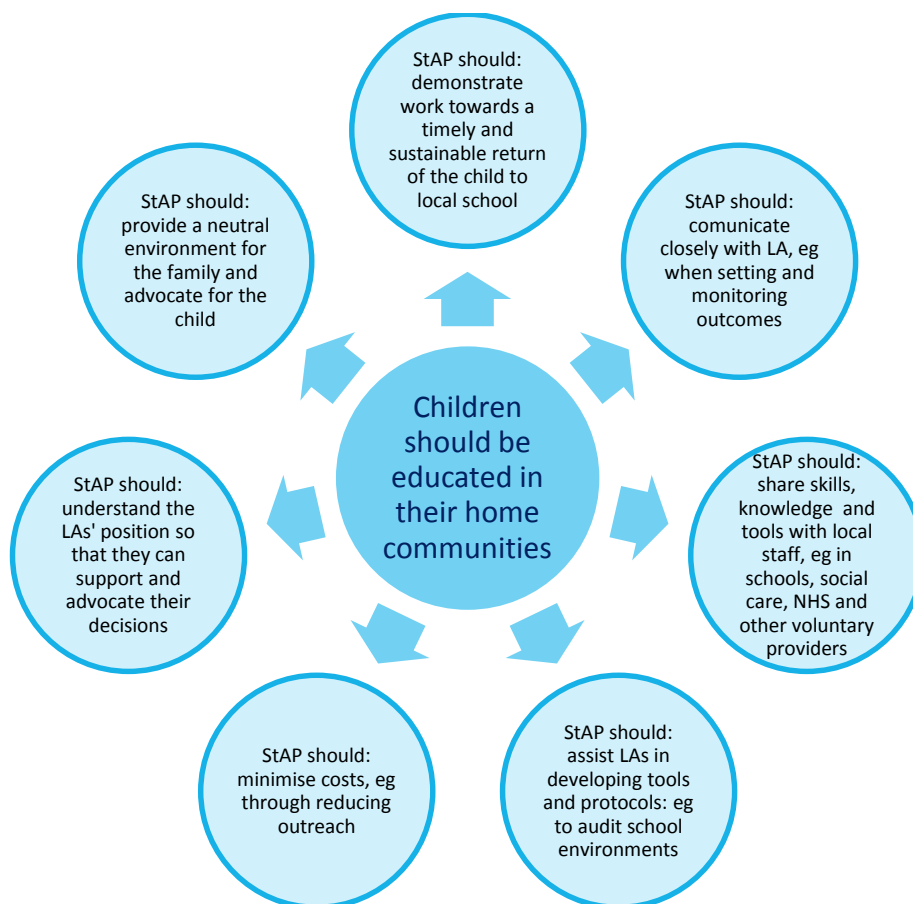 StAP should:
demonstrate
work towards a
timely and
sustainable return
of the child to
local school
StAP should:
comunicate
closely with LA, eg
when setting and
monitoring
outcomes
StAP should:
share skills,
knowledge and
tools with local
staff, eg in
schools, social
care, NHS and
other voluntary
providers
StAP should:
assist LAs in
developing tools
and protocols: eg
to audit school
environments
StAP should:
minimise costs, eg
through reducing
outreach
StAP should:
understand the
LAs' position so
that they can
support and
advocate their
decisions
StAP should:
provide a neutral
environment for
the family and
advocate for the
child
Children
should be
educated in
their home
communities